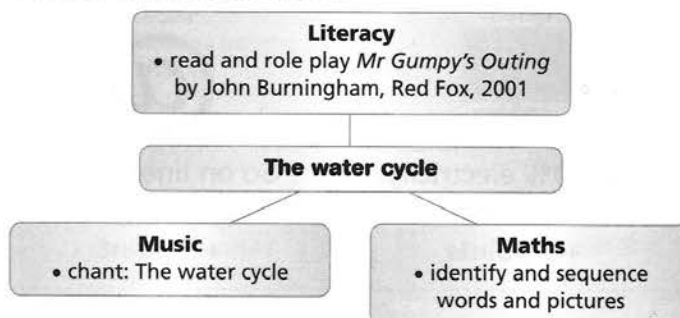 Literacy
• read and role play Mr Gumpy's Outing
by John Burningham, Red Fox, 2001
The water cycle
Music
• chant: The water cycle
Maths
• identify and sequence
words and pictures